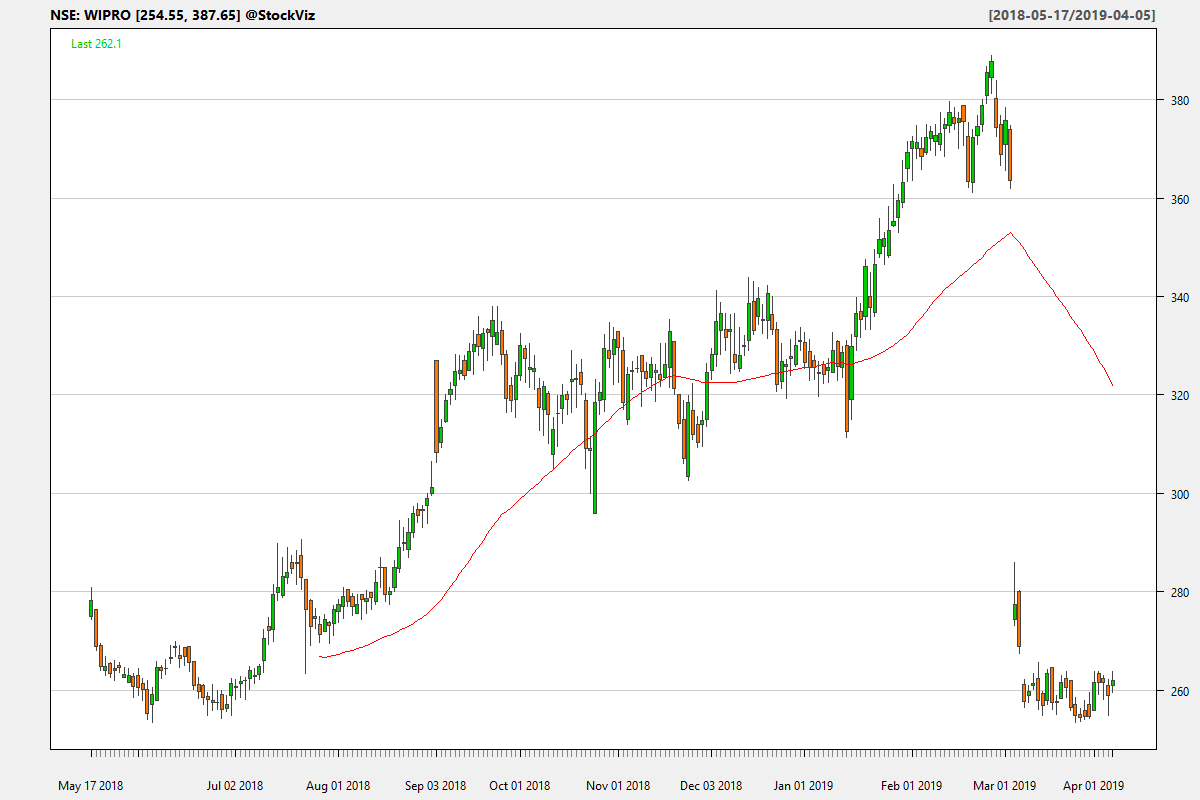 NSE: WIPRO [254.55, 387.65] @StockViz [2018-05-17/2019-04-05]
Last 262.1
380
360
340
320
300
280
260
May 17 2018 Jul 02 2018 Aug 01 2018 Sep 03 2018 Oct 01 2018 Nov 01 2018 Dec 03 2018 Jan 01 2019 Feb 01 2019 Mar 01 2019 Apr 01 2019